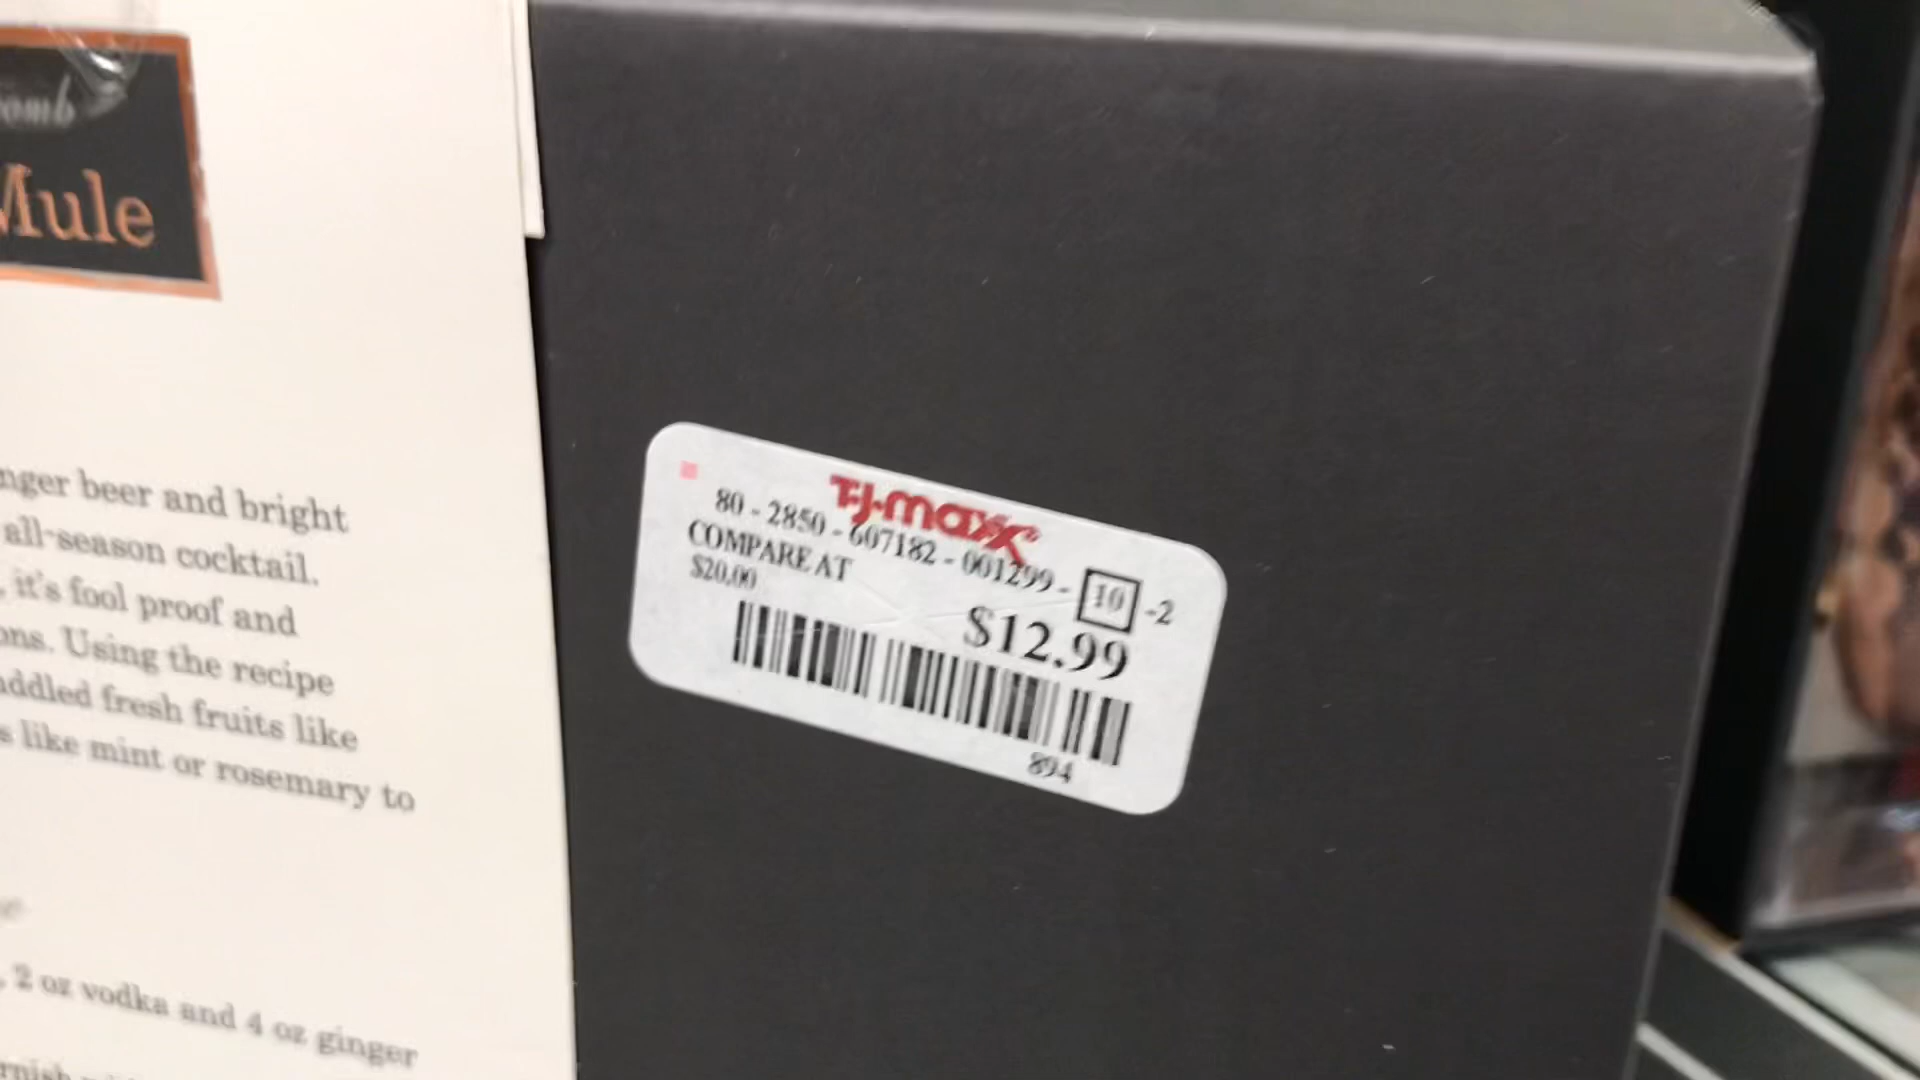 omb
Mule
nger beer and bright
all-season cocktail.
, it's fool proof and
ons. Using the recipe
uddled fresh fruits like
s like mint or rosemary to
, 2 oz vodka and 4 oz ginger
T.J.maxx
80 - 2850 - 607182 - 001299 - 10 -2
COMPARE AT
$20.00
$12.99
894